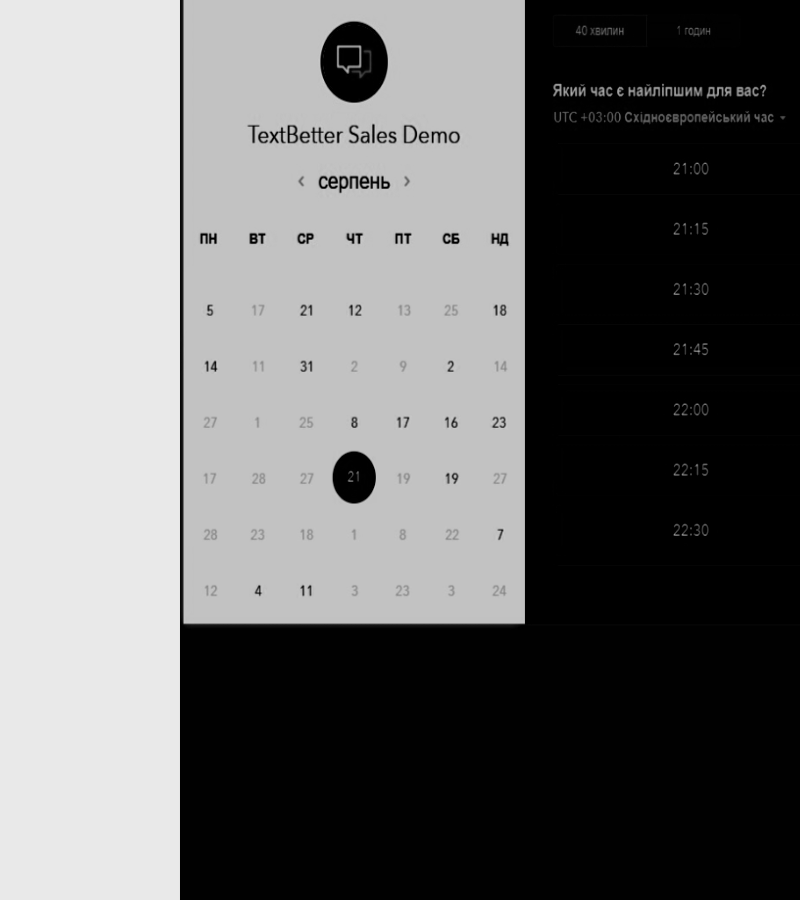 TextBetter Sales Demo
‹ серпень ›
ПН ВТ СР ЧТ ПТ СБ НД
5 17 21 12 13 25 18
14 11 31 2 9 2 14
27 1 25 8 17 16 23
17 28 27 21 19 19 27
28 23 18 1 8 22 7
12 4 11 3 23 3 24
40 хвилин 1 годин
Який час є найліпшим для вас?
UTC +03:00 Східноєвропейський час
21:00
21:15
21:30
21:45
22:00
22:15
22:30